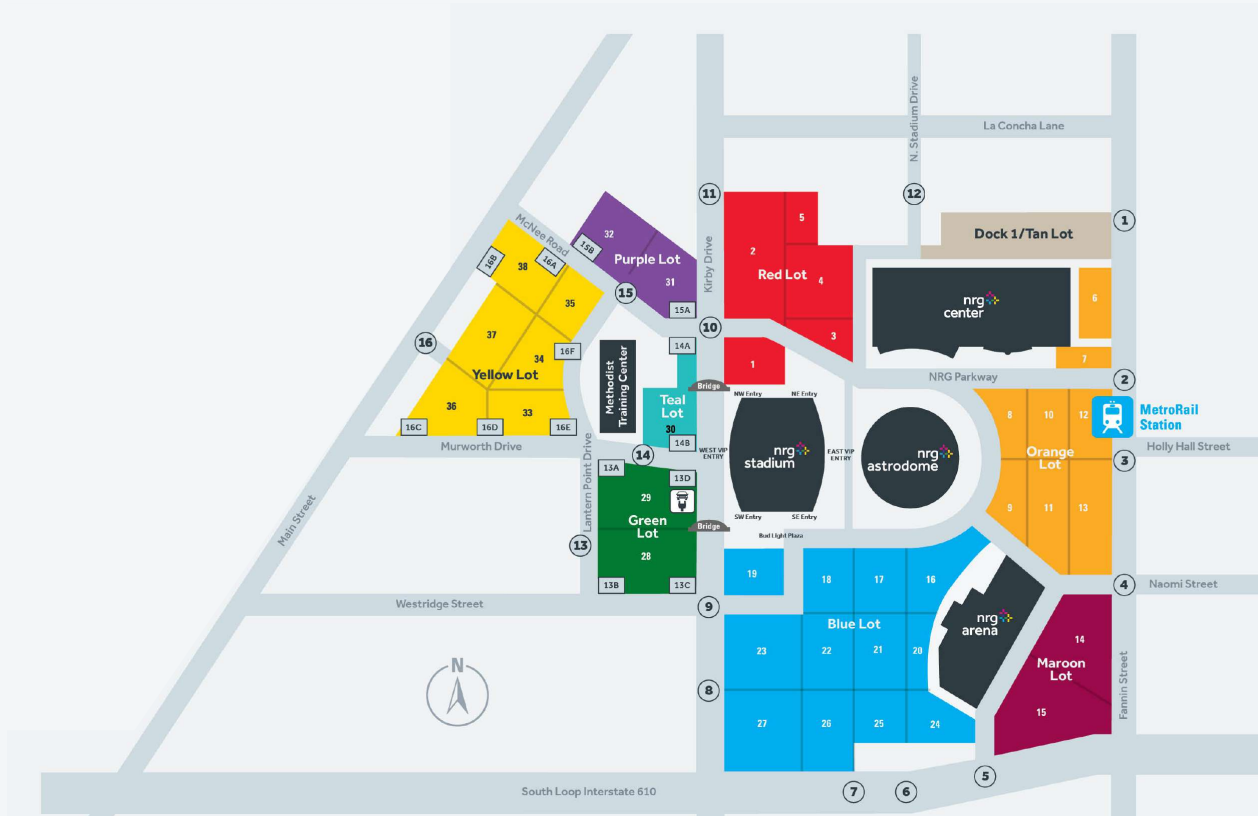 La Concha Lane
N. Stadium Drive
11
12
1
McNee Road
32
15B
Purple Lot
31
15A
15
Kirby Drive
5
2
Red Lot
4
3
1
Dock 1/Tan Lot
nrg
center
6
7
16B
38
16A
35
37
34
16F
Yellow Lot
36
33
16C
16D
16E
16
10
14A
Methodist
Training Center
Teal
Lot
30
14B
14
Bridge
NW Entry
NE Entry
WEST VIP
ENTRY
nrg
stadium
EAST VIP
ENTRY
SW Entry
SE Entry
Bridge
Bud Light Plaza
NRG Parkway
2
nrg
astrodome
8
10
12
Orange
Lot
9
11
13
MetroRail
Station
Holly Hall Street
3
Murworth Drive
Lantern Point Drive
13A
13D
29
Green
Lot
28
13B
13C
13
Main Street
Westridge Street
9
19
18
17
16
Blue Lot
23
22
21
20
27
26
25
24
8
nrg
arena
4
Naomi Street
14
Maroon
Lot
15
Fannin Street
N
South Loop Interstate 610
7
6
5